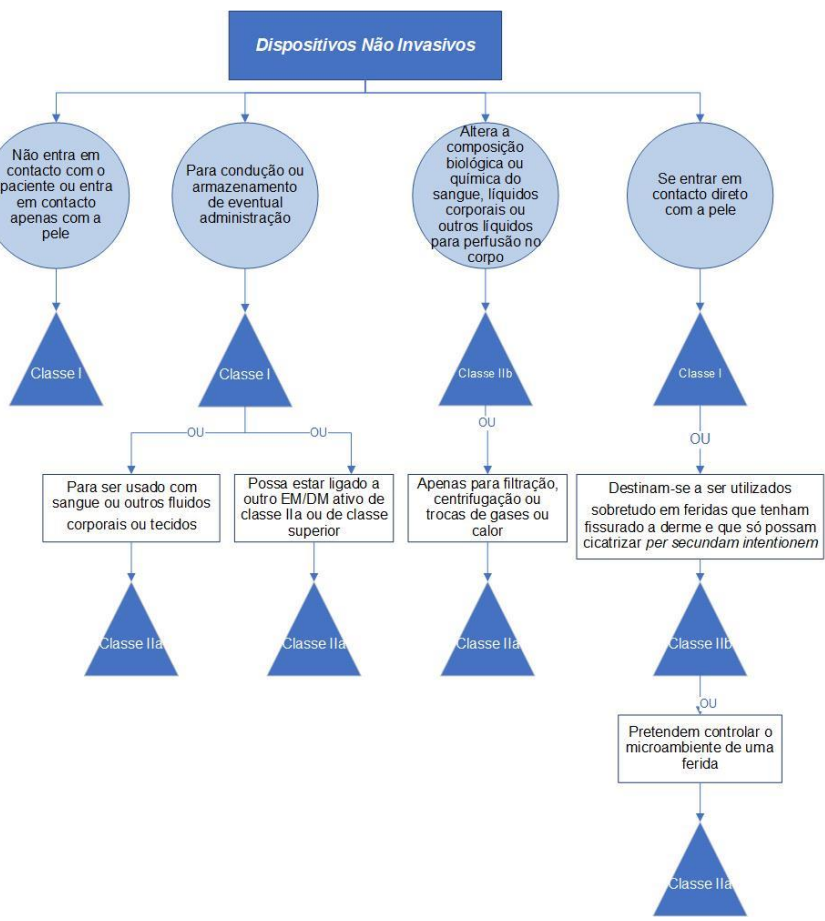 Dispositivos Não Invasivos
Não entra em
contacto com o
paciente ou entra
em contacto
apenas com a
pele
Para condução ou
armazenamento
de eventual
administração
Altera a
composição
biológica ou
química do
sangue, líquidos
corporais ou
outros líquidos
para perfusão no
corpo
Se entrar em
contacto direto
com a pele
Classe I
Classe I
Classe IIb
Classe I
OU
OU
OU
OU
Para ser usado com
sangue ou outros fluidos
corporais ou tecidos
Possa estar ligado a
outro EM/DM ativo de
classe IIa ou de classe
superior
Apenas para filtração,
centrifugação ou
trocas de gases ou
calor
Destinam-se a ser utilizados
sobretudo em feridas que tenham
fissurado a derme e que só possam
cicatrizar per secundam intentionem
Classe IIa
Classe IIa
Classe IIa
Classe IIb
OU
Pretendem controlar o
microambiente de uma
ferida
Classe IIa